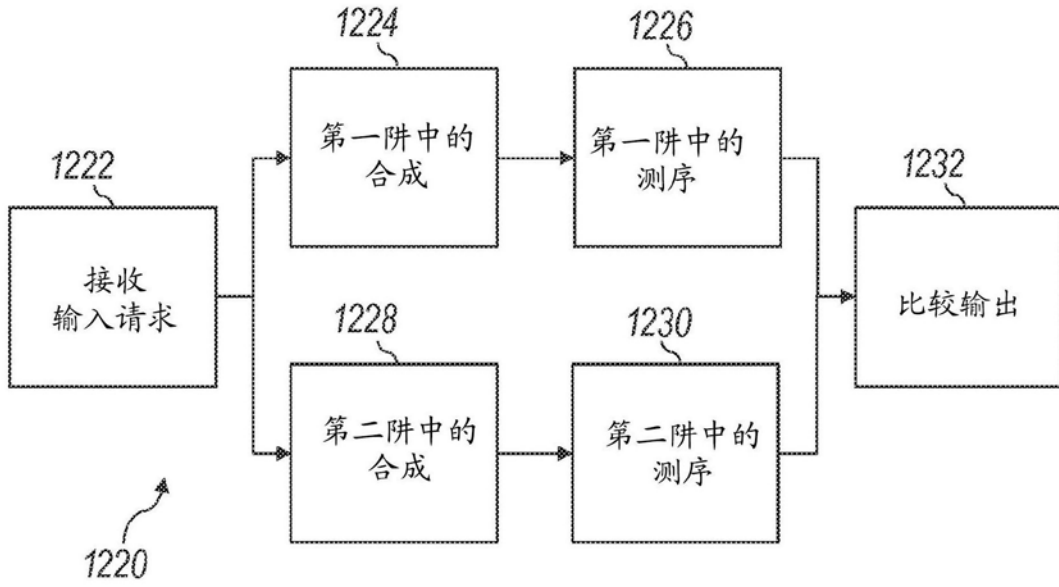 1224
1226
第一阱中的
合成
第一阱中的
测序
1222
1232
接收
输入请求
比较输出
1228
1230
第二阱中的
合成
第二阱中的
测序
1220